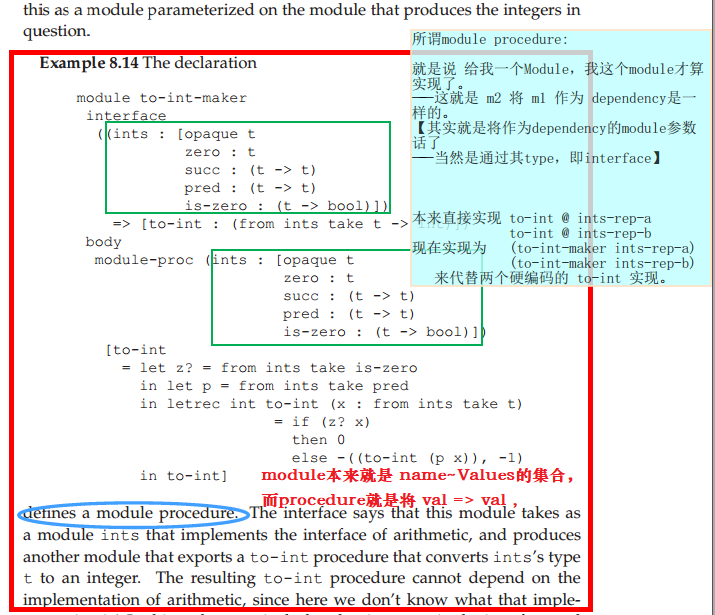 this as a module parameterized on the module that produces the integers in
question.
Example 8.14 The declaration
module to-int-maker
interface
((ints : [opaque t
zero : t
succ : (t -> t)
pred : (t -> t)
is-zero : (t -> bool)])
=> [to-int : (from ints take t -> int)])
body
module-proc (ints : [opaque t
zero : t
succ : (t -> t)
pred : (t -> t)
is-zero : (t -> bool)])
[to-int
= let z? = from ints take is-zero
in let p = from ints take pred
in letrec int to-int (x : from ints take t)
= if (z? x)
then 0
else -((to-int (p x)), -1)
in to-int]
defines a module procedure. The interface says that this module takes as
a module ints that implements the interface of arithmetic, and produces
another module that exports a to-int procedure that converts ints's type
t to an integer. The resulting to-int procedure cannot depend on the
implementation of arithmetic, since here we don't know what that imple-
所谓module procedure:
就是说 给我一个Module，我这个module才算
实现了。
——这就是 m2 将 m1 作为 dependency是一
样的。
【其实就是将作为dependency的module参数
话了
——当然是通过其type，即interface】
本来直接实现 to-int @ ints-rep-a
to-int @ ints-rep-b
现在实现为 (to-int-maker ints-rep-a)
(to-int-maker ints-rep-b)
来代替两个硬编码的 to-int 实现。
module本来就是 name~Values的集合，
而procedure就是将 val => val ，